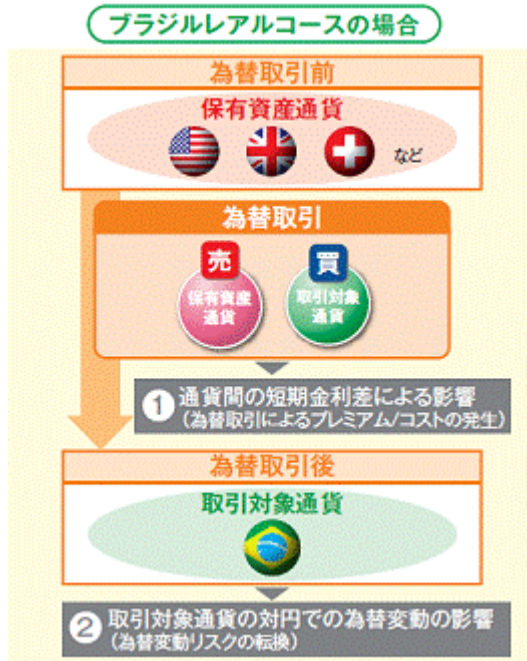 ブラジルレアルコースの場合
為替取引前
保有資産通貨
など
為替取引
売
買
保有資産
通貨
取引対象
通貨
① 通貨間の短期金利差による影響
（為替取引によるプレミアム/コストの発生）
為替取引後
取引対象通貨
② 取引対象通貨の対円での為替変動の影響
（為替変動リスクの転換）